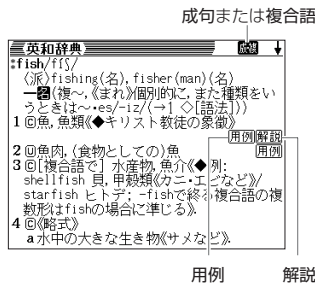 成句または複合語
英和辞典 成複
fish/fíʃ/
(派)fishing(名), fisher(man)(名)
━名(複~,《まれ》個別的に, また種類をい
うときは~・es/-iz/(→1 ◇[語法]))
1 Ⓒ魚, 魚類《◆キリスト教徒の象徴》
用例 解説
2 Ⓤ魚肉, (食物としての)魚 用例
3 Ⓒ[複合語で] 水産物, 魚介《◆例:
shellfish 貝, 甲殻類《カニ・エビなど》/
starfish ヒトデ; -fishで終る複合語の複
数形はfishの場合に準じる》.
4 Ⓒ《略式》
a 水中の大きな生き物《サメなど》.
用例 解説